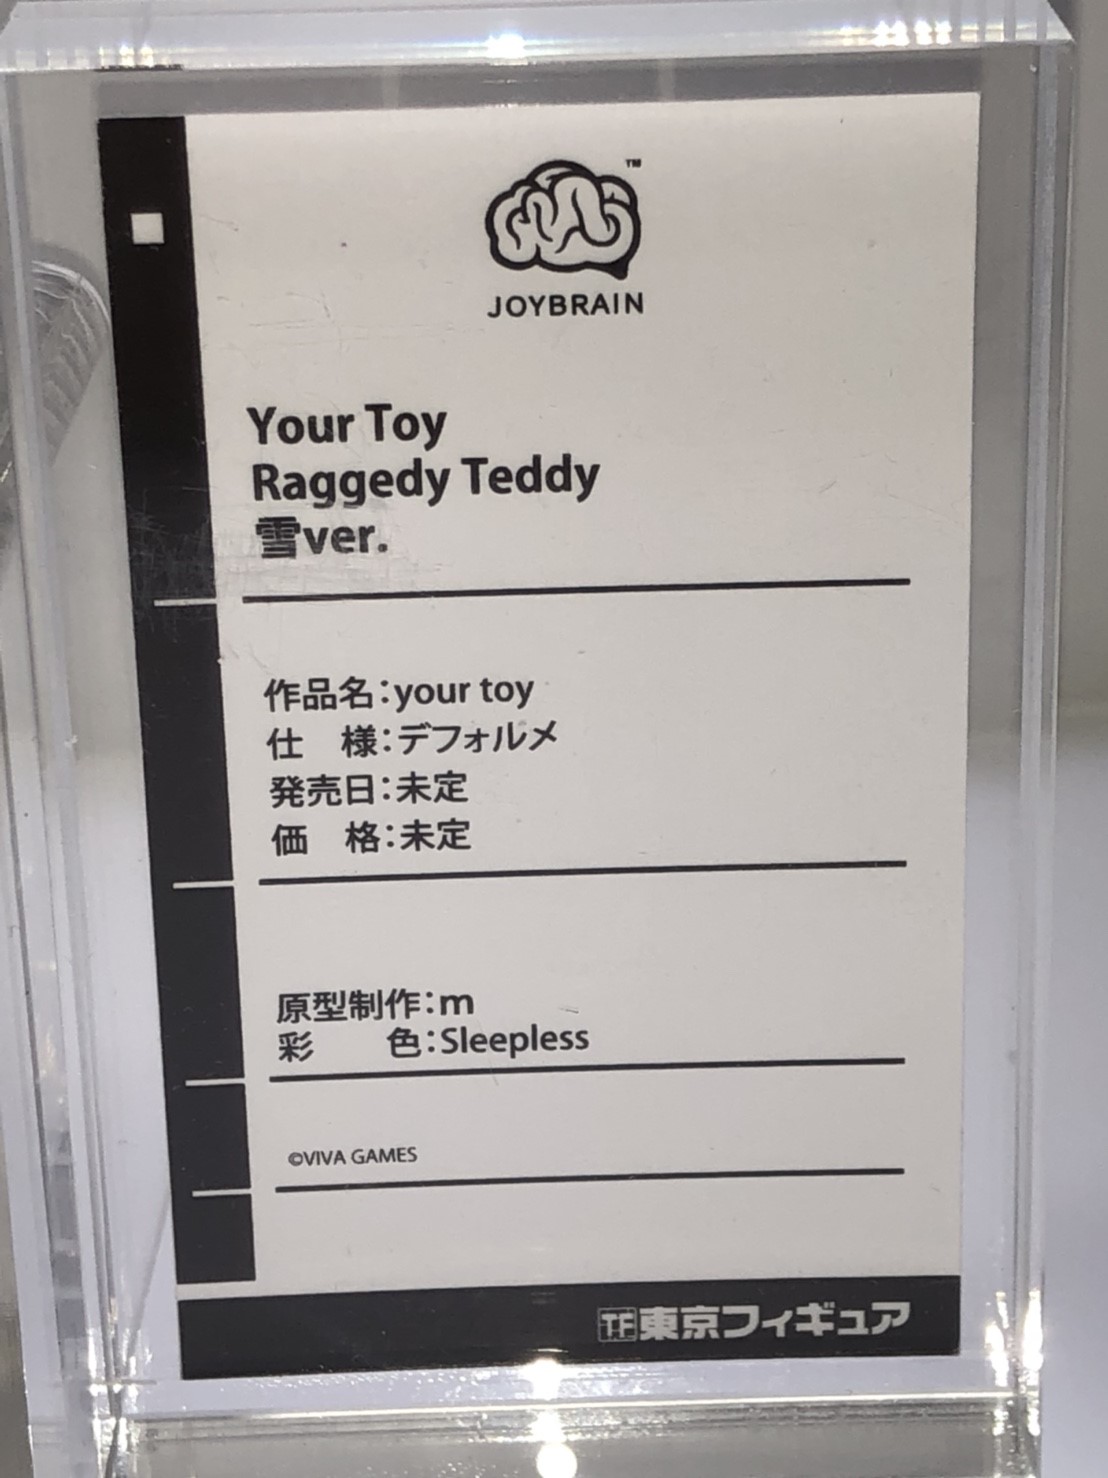 TM
JOYBRAIN
Your Toy
Raggedy Teddy
雪ver.
作品名：your toy
仕　様：デフォルメ
発売日：未定
価　格：未定
原型制作：m
彩　　色：Sleepless
©VIVA GAMES
TF東京フィギュア